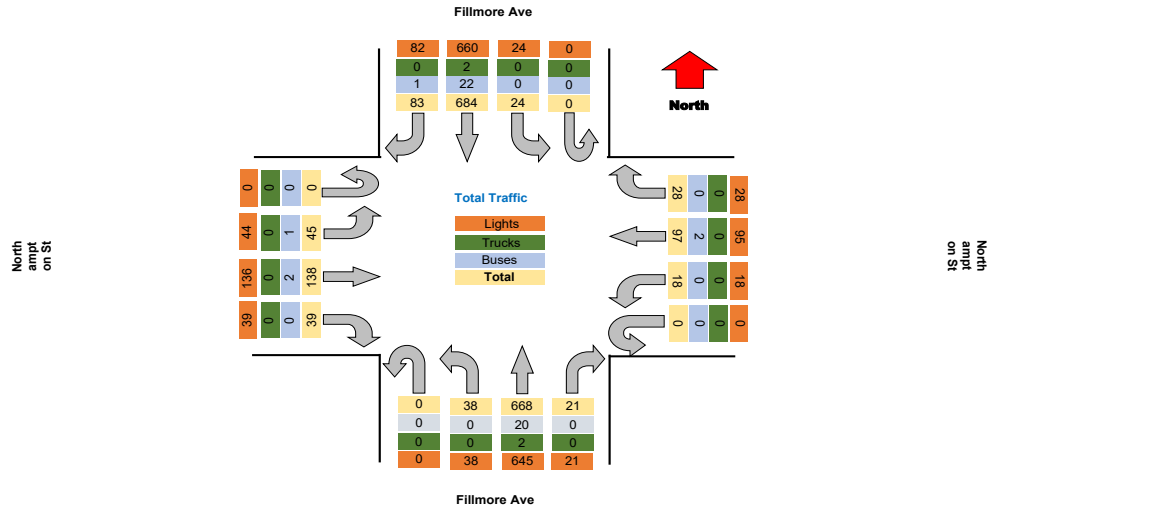 Fillmore Ave
82 660 24 0
0 2 0 0
1 22 0 0
83 684 24 0
North
0 0 0 0
44 0 1 45
136 0 2 138
39 0 0 39
Total Traffic
Lights
Trucks
Buses
Total
28 0 0 28
97 2 0 95
18 0 0 18
0 0 0 0
North
ampt
on St
North
ampt
on St
0 38 668 21
0 0 20 0
0 0 2 0
0 38 645 21
Fillmore Ave